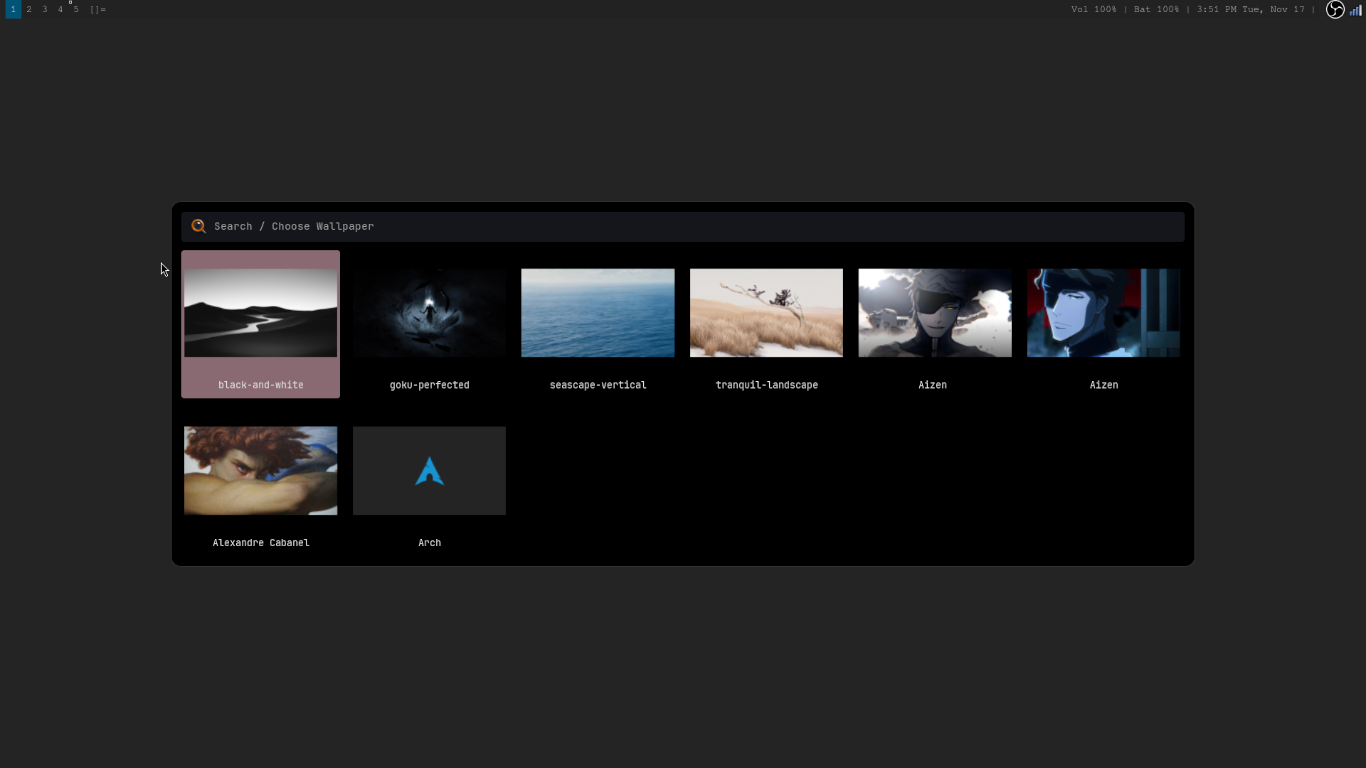 1 2 3 4 5 []=
Vol 100% | Bat 100% | 3:51 PM Tue, Nov 17 |
Search / Choose Wallpaper
black-and-white
goku-perfected
seascape-vertical
tranquil-landscape
Aizen
Aizen
Alexandre Cabanel
Arch